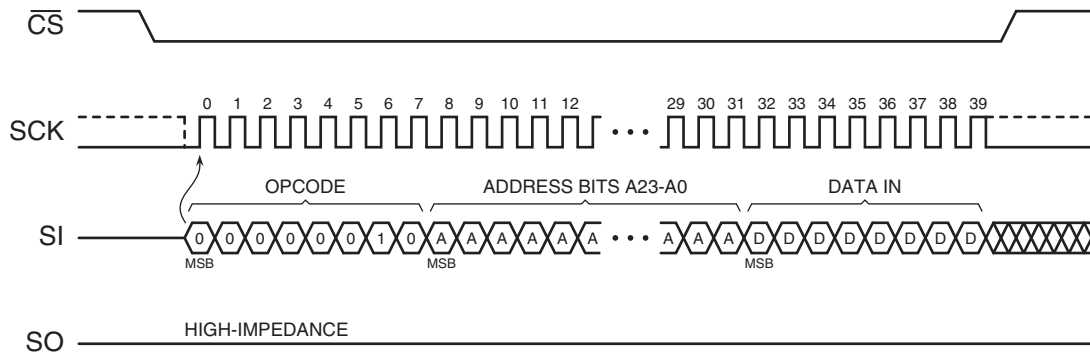 CS
0 1 2 3 4 5 6 7 8 9 10 11 12 29 30 31 32 33 34 35 36 37 38 39
SCK
OPCODE ADDRESS BITS A23-A0 DATA IN
SI 0 0 0 0 0 0 1 0 A A A A A A A A A D D D D D D D D
MSB MSB MSB
HIGH-IMPEDANCE
SO